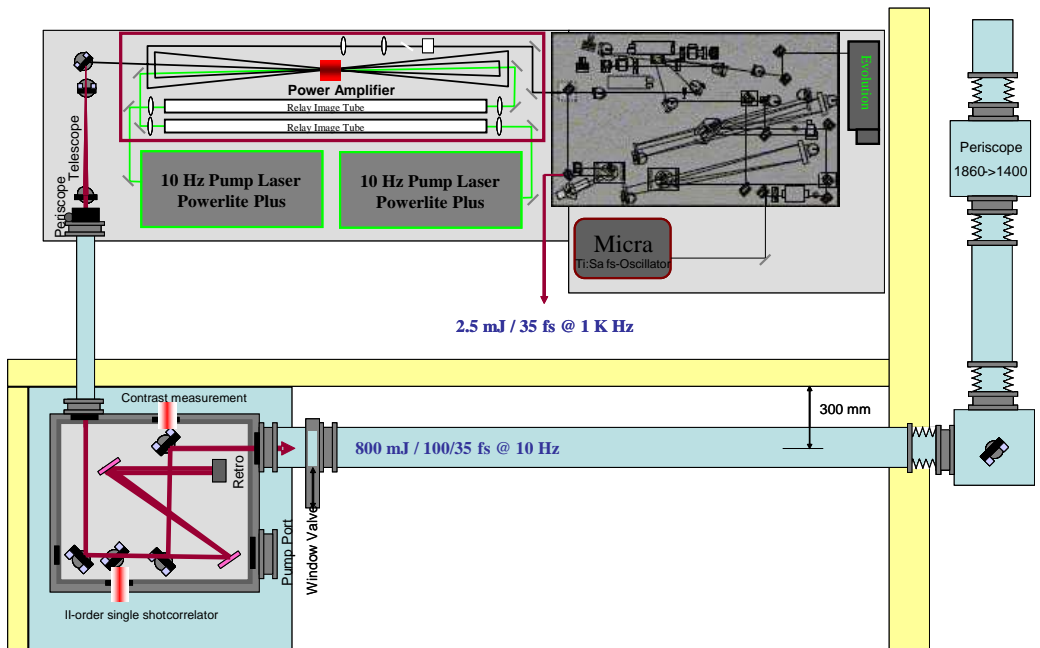 Power Amplifier
Relay Image Tube
Relay Image Tube
10 Hz Pump Laser
Powerlite Plus
10 Hz Pump Laser
Powerlite Plus
Evolution
Micra
Ti:Sa fs-Oscillator
Telescope
Periscope
Periscope
1860->1400
2.5 mJ / 35 fs @ 1 K Hz
Contrast measurement
300 mm
800 mJ / 100/35 fs @ 10 Hz
Retro
Pump Port
Window Valve
II-order single shotcorrelator